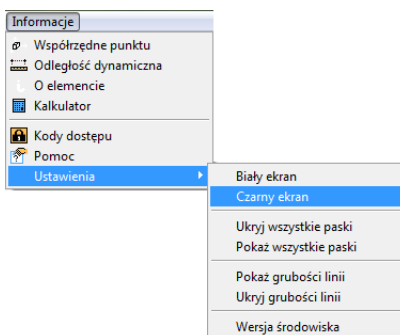 Informacje
Współrzędne punktu
Odległość dynamiczna
O elemencie
Kalkulator
Kody dostępu
Pomoc
Ustawienia
Biały ekran
Czarny ekran
Ukryj wszystkie paski
Pokaż wszystkie paski
Pokaż grubości linii
Ukryj grubości linii
Wersja środowiska